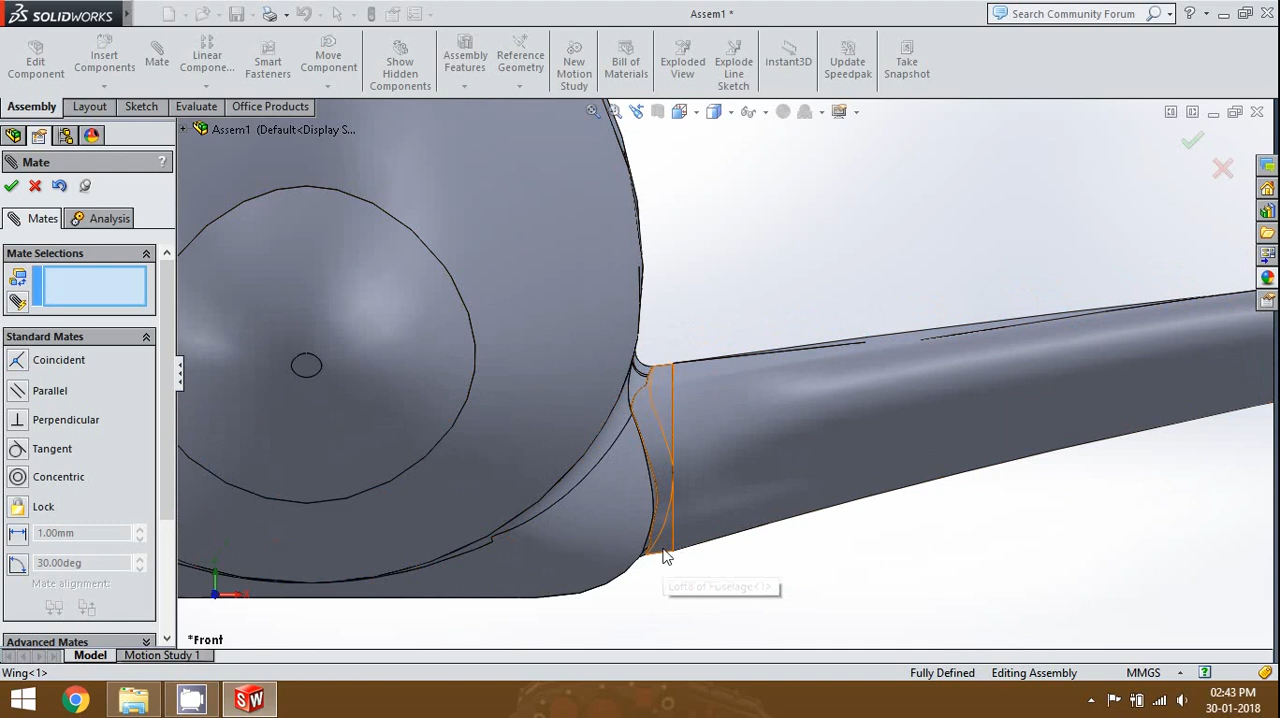 SOLIDWORKS
Assem1 *
Search Community Forum
Edit Component
Insert Components
Mate
Linear Compone...
Smart Fasteners
Move Component
Show Hidden Components
Assembly Features
Reference Geometry
New Motion Study
Bill of Materials
Exploded View
Explode Line Sketch
Instant3D
Update Speedpak
Take Snapshot
Assembly
Layout
Sketch
Evaluate
Office Products
Assem1 (Default<Display S...
Mate
?
Mates
Analysis
Mate Selections
Standard Mates
Coincident
Parallel
Perpendicular
Tangent
Concentric
Lock
1.00mm
30.00deg
Mate alignment:
Advanced Mates
Lofto of Fuselage<1>
*Front
Model
Motion Study 1
Wing<1>
Fully Defined
Editing Assembly
MMGS
02:43 PM
30-01-2018